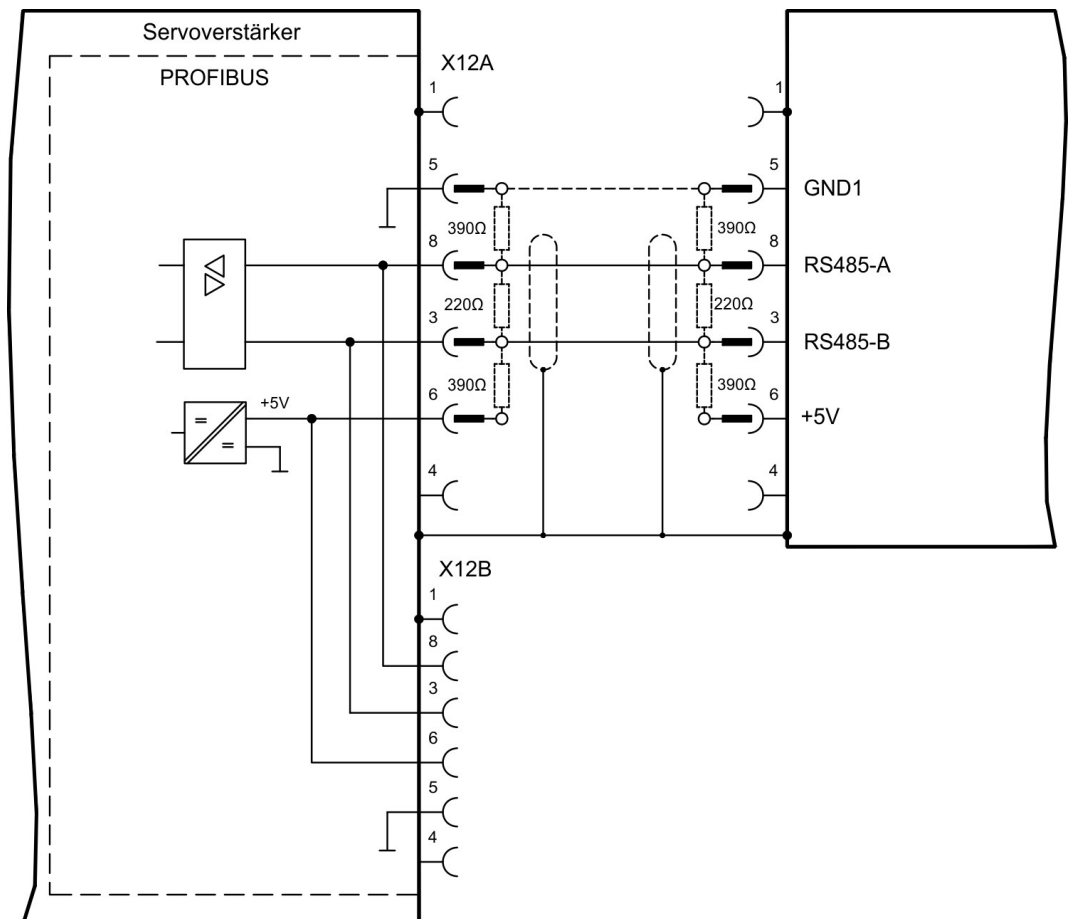 Servoverstärker
PROFIBUS
X12A
1
1
5
5
GND1
390Ω
390Ω
8
8
RS485-A
220Ω
220Ω
3
3
RS485-B
390Ω
390Ω
6
6
+5V
+5V
4
4
X12B
1
8
3
6
5
4